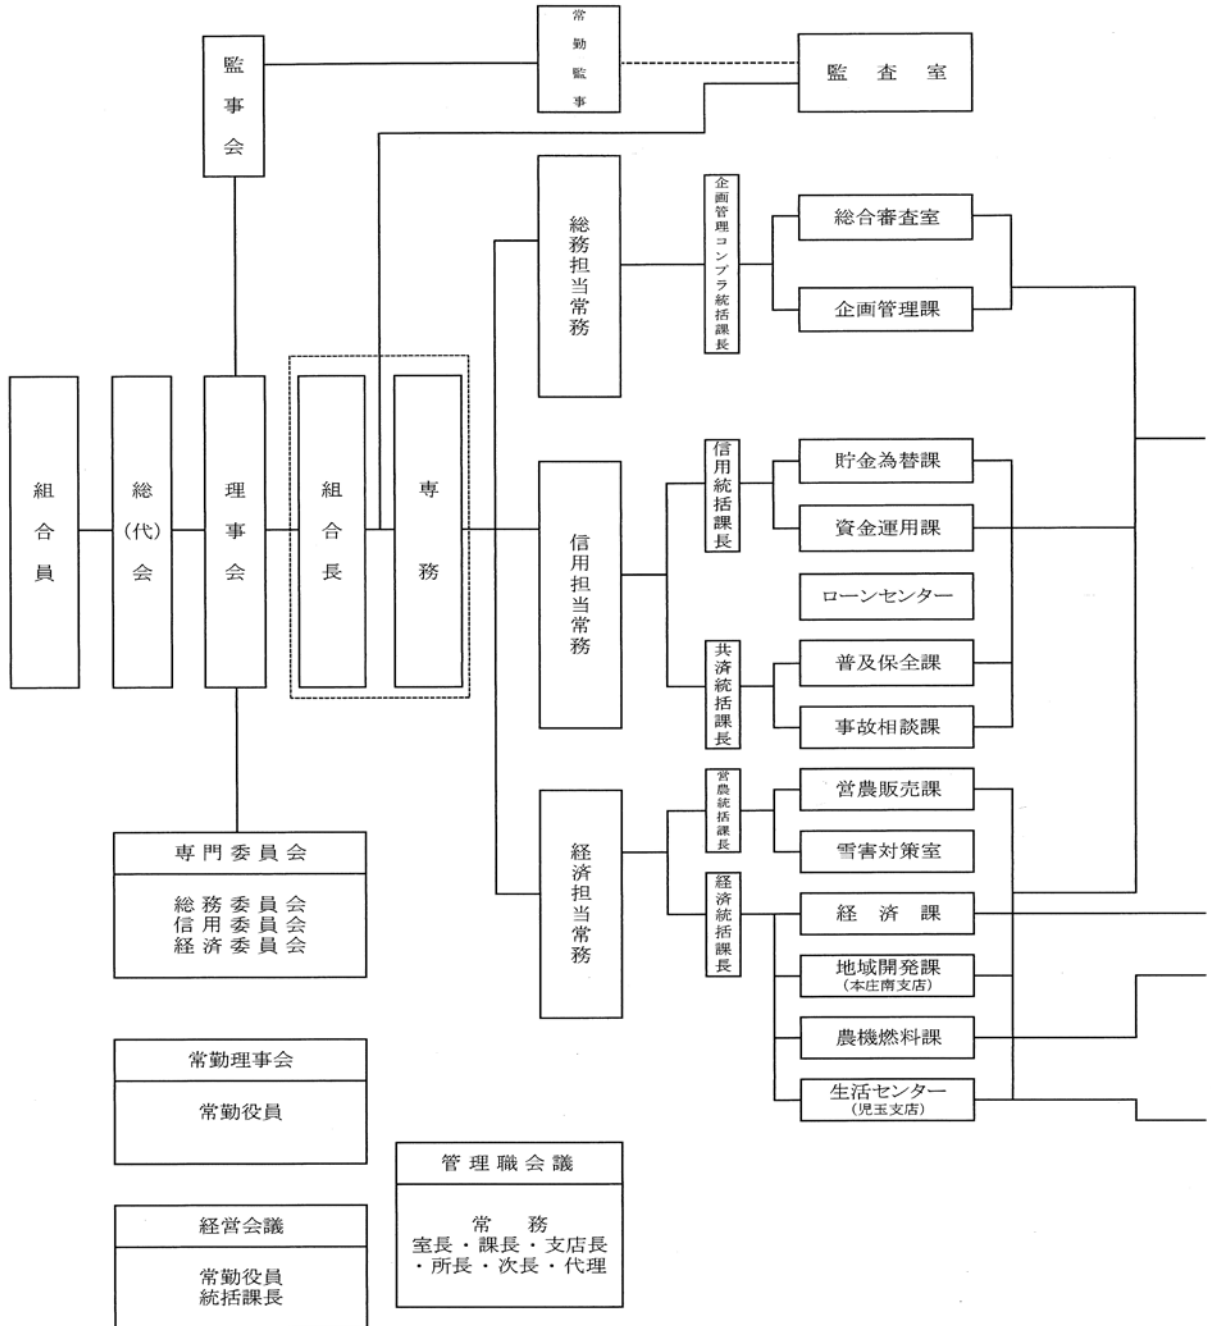 常勤監事
監事会
監査室
総務担当常務
企画管理コンプラ統括課長
総合審査室
企画管理課
組合員
総(代)会
理事会
組合長
専務
信用担当常務
信用統括課長
貯金為替課
資金運用課
ローンセンター
共済統括課長
普及保全課
事故相談課
経済担当常務
営農統括課長
営農販売課
雪害対策室
経済統括課長
経済課
地域開発課
(本庄南支店)
農機燃料課
生活センター
(児玉支店)
専門委員会
総務委員会
信用委員会
経済委員会
常勤理事会
常勤役員
管理職会議
常務
室長・課長・支店長
・所長・次長・代理
経営会議
常勤役員
統括課長